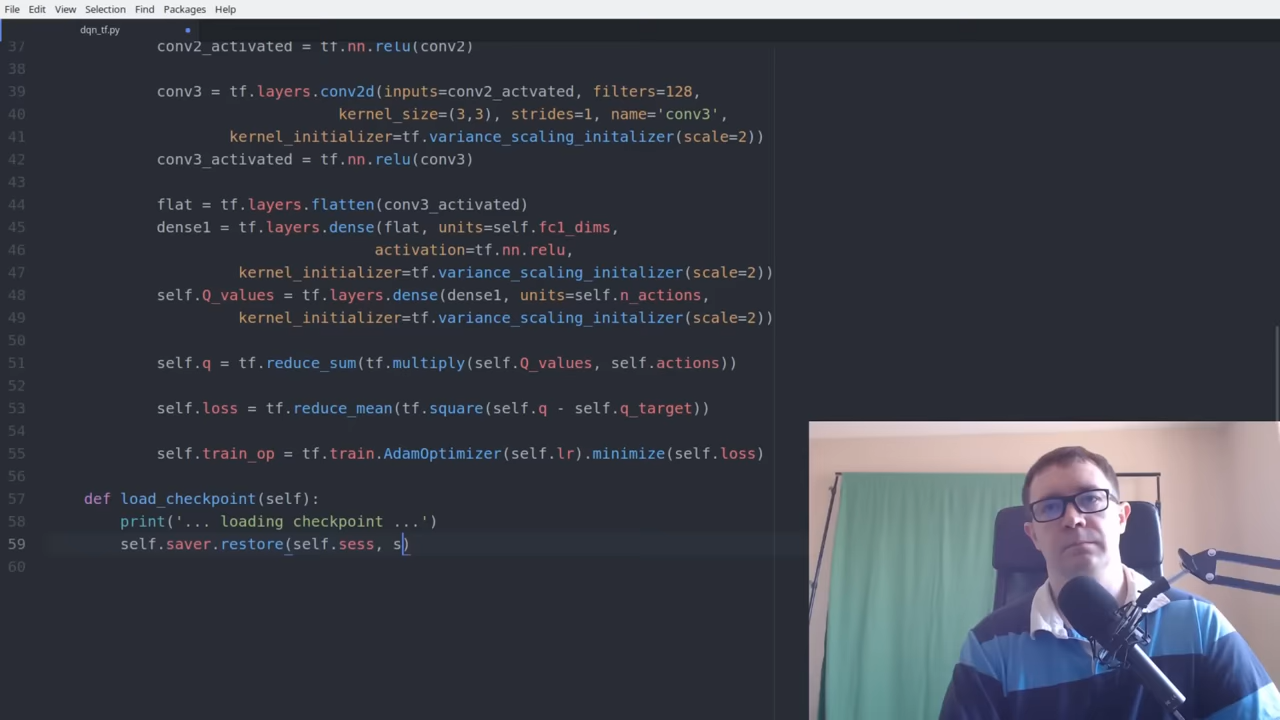 File Edit View Selection Find Packages Help
dqn_tf.py
37 conv2_activated = tf.nn.relu(conv2)
38
39 conv3 = tf.layers.conv2d(inputs=conv2_actvated, filters=128,
40 kernel_size=(3,3), strides=1, name='conv3',
41 kernel_initializer=tf.variance_scaling_initalizer(scale=2))
42 conv3_activated = tf.nn.relu(conv3)
43
44 flat = tf.layers.flatten(conv3_activated)
45 dense1 = tf.layers.dense(flat, units=self.fc1_dims,
46 activation=tf.nn.relu,
47 kernel_initializer=tf.variance_scaling_initalizer(scale=2))
48 self.Q_values = tf.layers.dense(dense1, units=self.n_actions,
49 kernel_initializer=tf.variance_scaling_initalizer(scale=2))
50
51 self.q = tf.reduce_sum(tf.multiply(self.Q_values, self.actions))
52
53 self.loss = tf.reduce_mean(tf.square(self.q - self.q_target))
54
55 self.train_op = tf.train.AdamOptimizer(self.lr).minimize(self.loss)
56
57 def load_checkpoint(self):
58 print('... loading checkpoint ...')
59 self.saver.restore(self.sess, s)
60